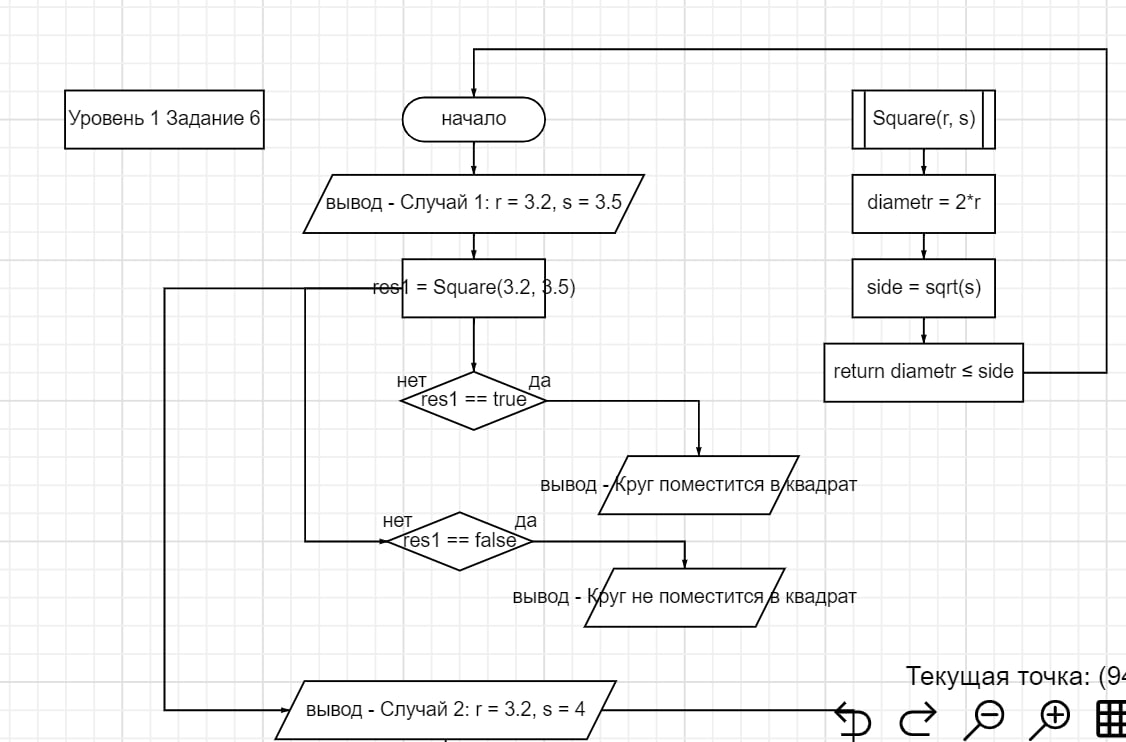 Уровень 1 Задание 6
начало
Square(r, s)
вывод - Случай 1: r = 3.2, s = 3.5
diametr = 2*r
res1 = Square(3.2, 3.5)
side = sqrt(s)
return diametr ≤ side
нет
да
res1 == true
вывод - Круг поместится в квадрат
нет
да
res1 == false
вывод - Круг не поместится в квадрат
Текущая точка: (94
вывод - Случай 2: r = 3.2, s = 4